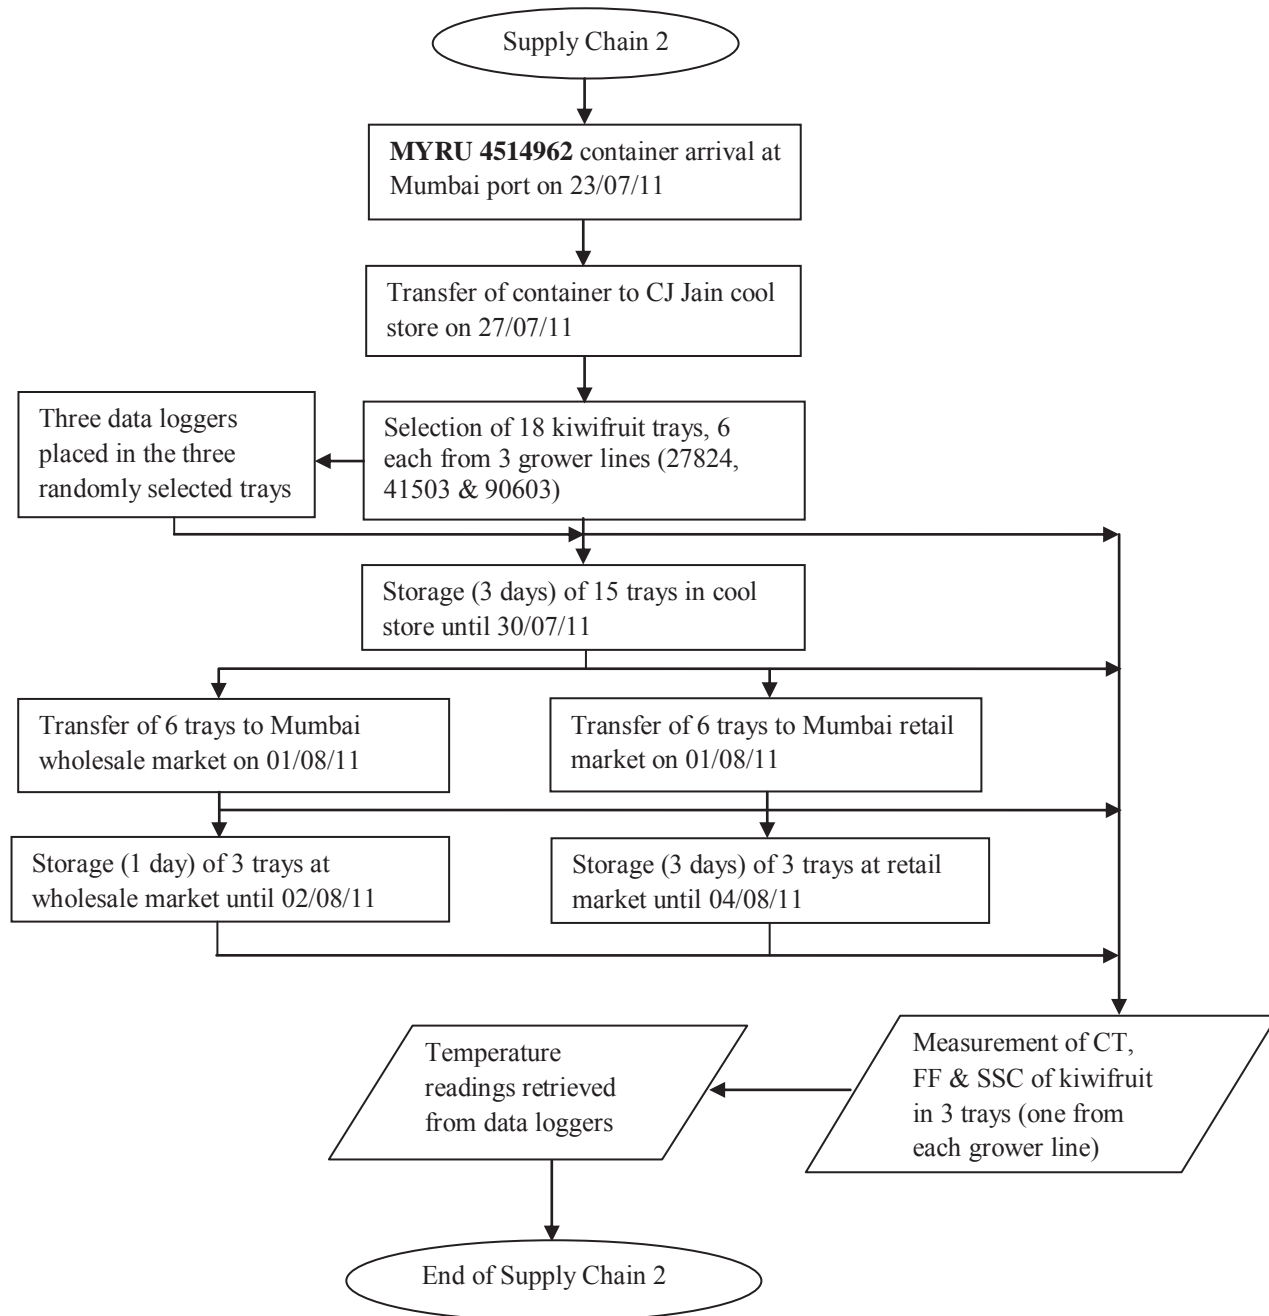 Supply Chain 2
MYRU 4514962 container arrival at
Mumbai port on 23/07/11
Transfer of container to CJ Jain cool
store on 27/07/11
Three data loggers
placed in the three
randomly selected trays
Selection of 18 kiwifruit trays, 6
each from 3 grower lines (27824,
41503 & 90603)
Storage (3 days) of 15 trays in cool
store until 30/07/11
Transfer of 6 trays to Mumbai
wholesale market on 01/08/11
Transfer of 6 trays to Mumbai retail
market on 01/08/11
Storage (1 day) of 3 trays at
wholesale market until 02/08/11
Storage (3 days) of 3 trays at retail
market until 04/08/11
Measurement of CT,
FF & SSC of kiwifruit
in 3 trays (one from
each grower line)
Temperature
readings retrieved
from data loggers
End of Supply Chain 2